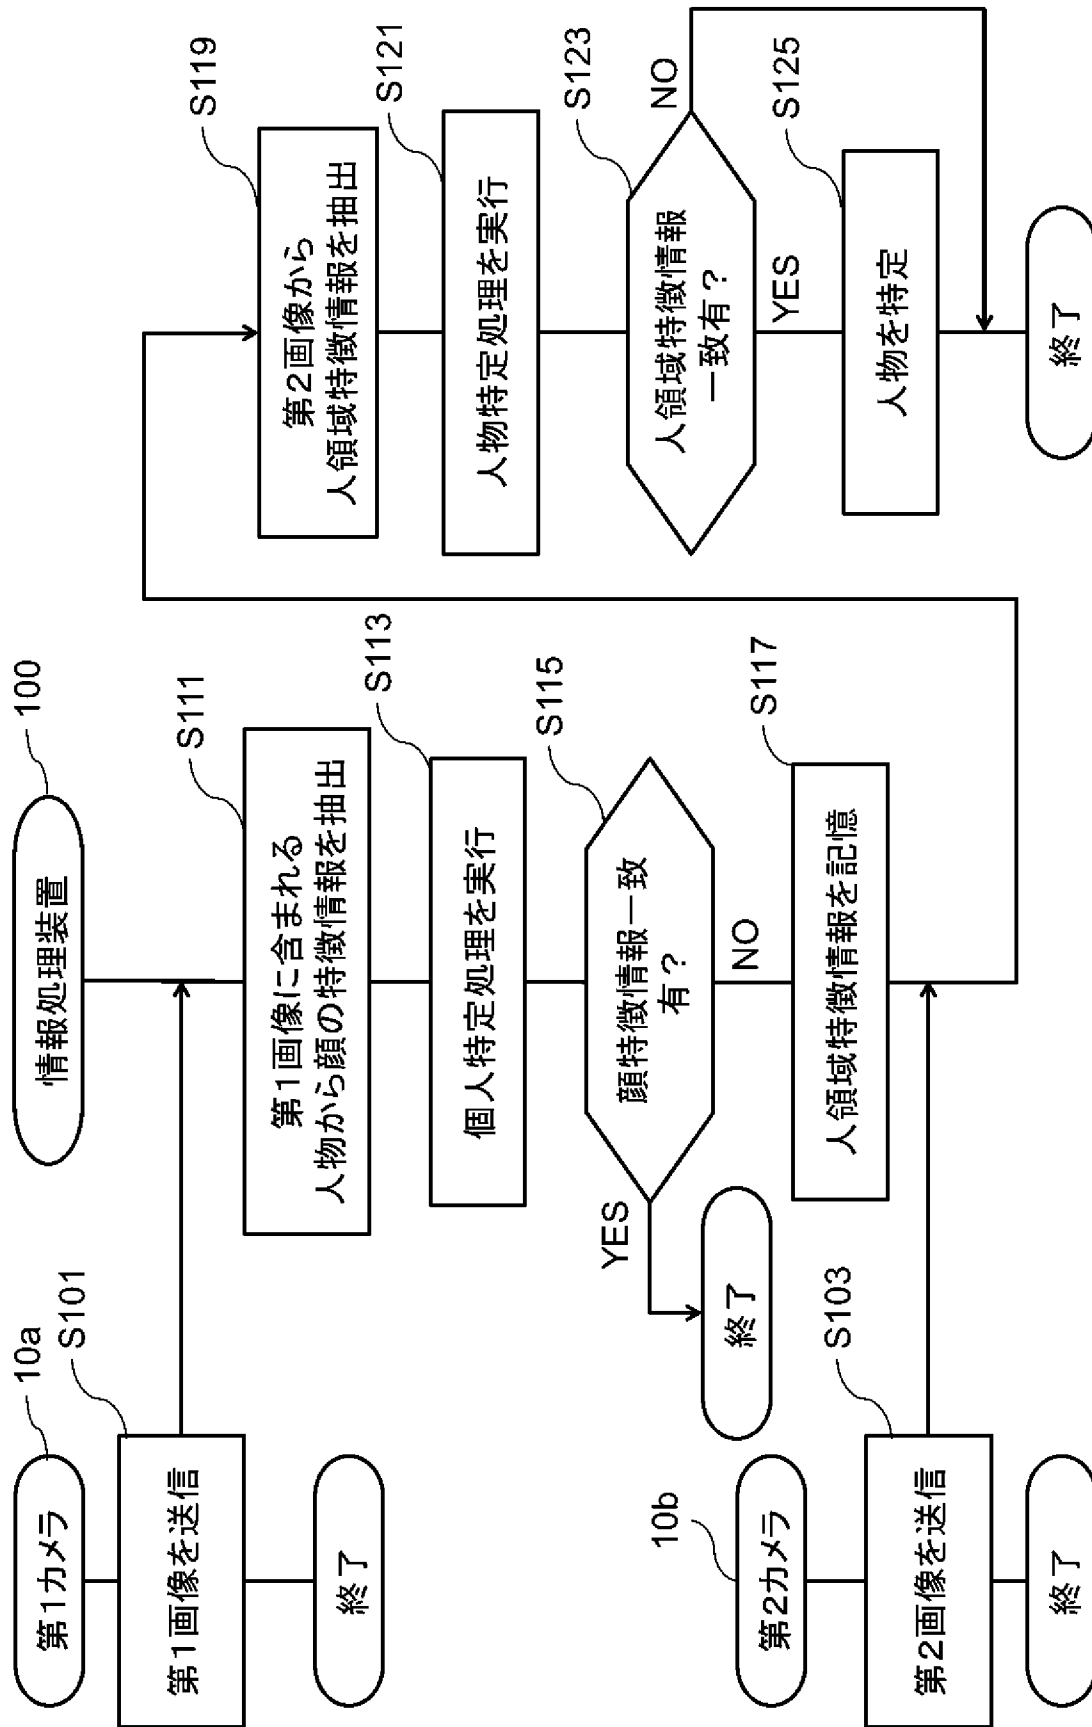 第1カメラ
10a
第1画像を送信
S101
終了
第2カメラ
10b
第2画像を送信
S103
終了
情報処理装置
100
第1画像に含まれる
人物から顔の特徴情報を抽出
S111
個人特定処理を実行
S113
顔特徴情報一致
有？
S115
YES
終了
NO
人領域特徴情報を記憶
S117
第2画像から
人領域特徴情報を抽出
S119
人物特定処理を実行
S121
人領域特徴情報
一致有？
S123
NO
YES
人物を特定
S125
終了